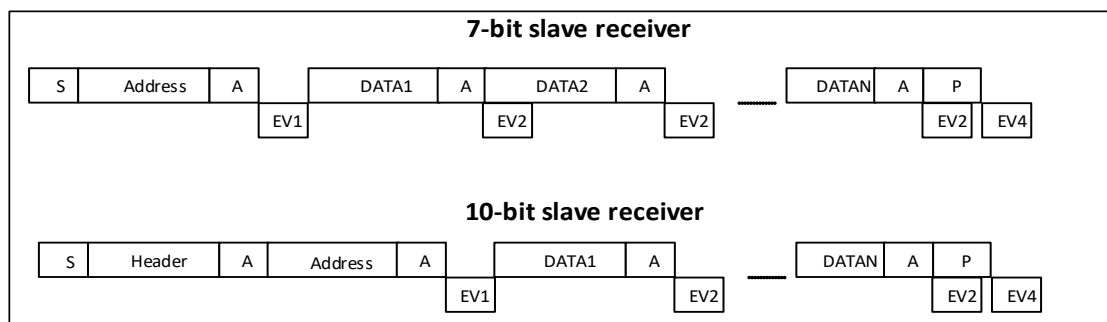 7-bit slave receiver
S Address A DATA1 A DATA2 A DATAN A P
EV1 EV2 EV2 EV2 EV4
10-bit slave receiver
S Header A Address A DATA1 A DATAN A P
EV1 EV2 EV2 EV4